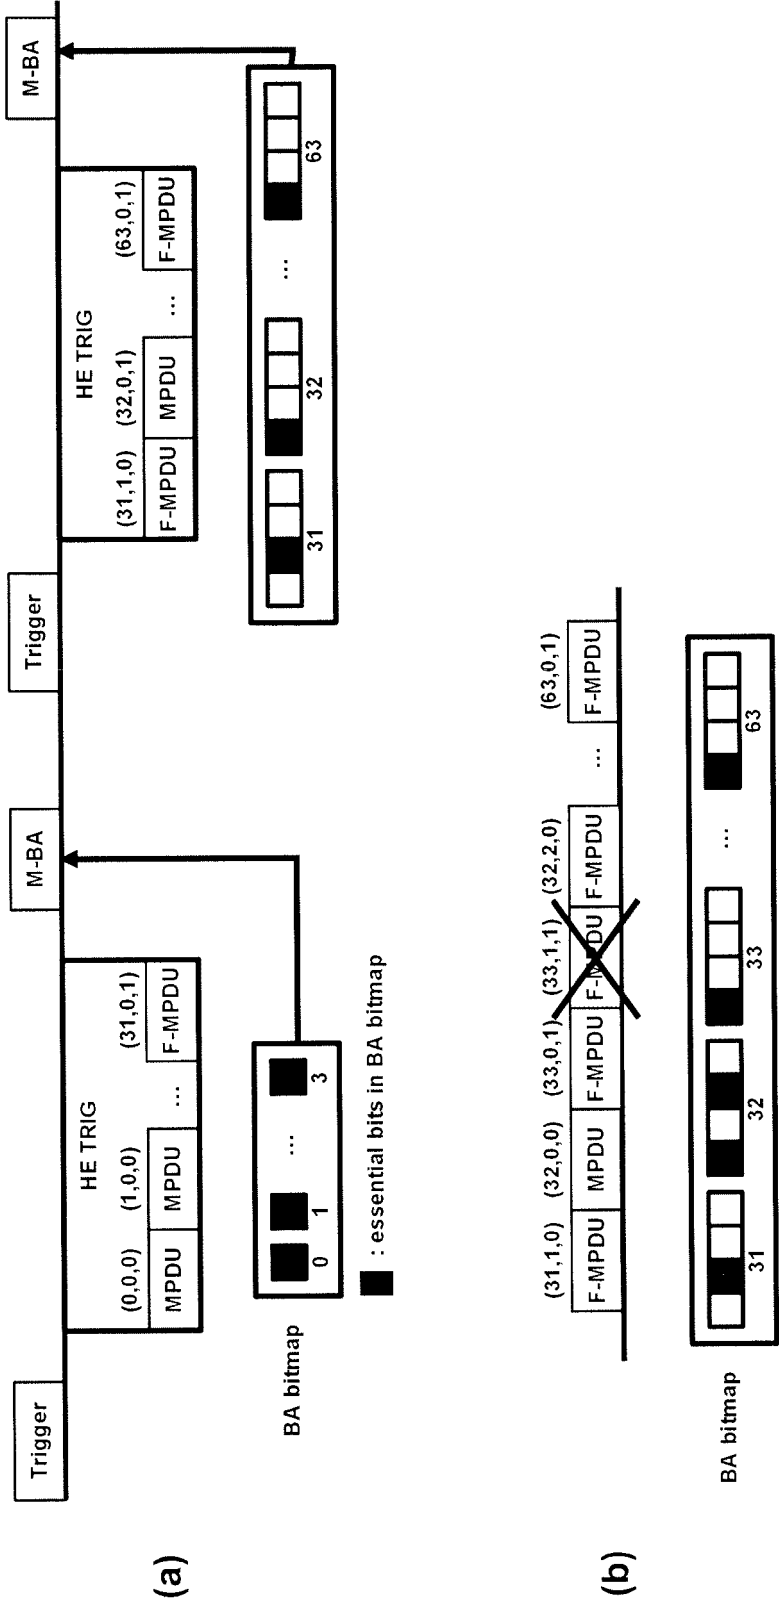 (a)
Trigger
HE TRIG
(0,0,0) (1,0,0) ... (31,0,1)
MPDU MPDU F-MPDU
M-BA
Trigger
HE TRIG
(31,1,0) (32,0,1) ... (63,0,1)
F-MPDU MPDU F-MPDU
M-BA
BA bitmap
0 1 ... 3
31 32 ... 63
: essential bits in BA bitmap
(b)
(31,1,0) (32,0,0) (33,0,1) (33,1,1) (32,2,0) ... (63,0,1)
F-MPDU MPDU F-MPDU F-MPDU F-MPDU F-MPDU
BA bitmap
31 32 33 ... 63